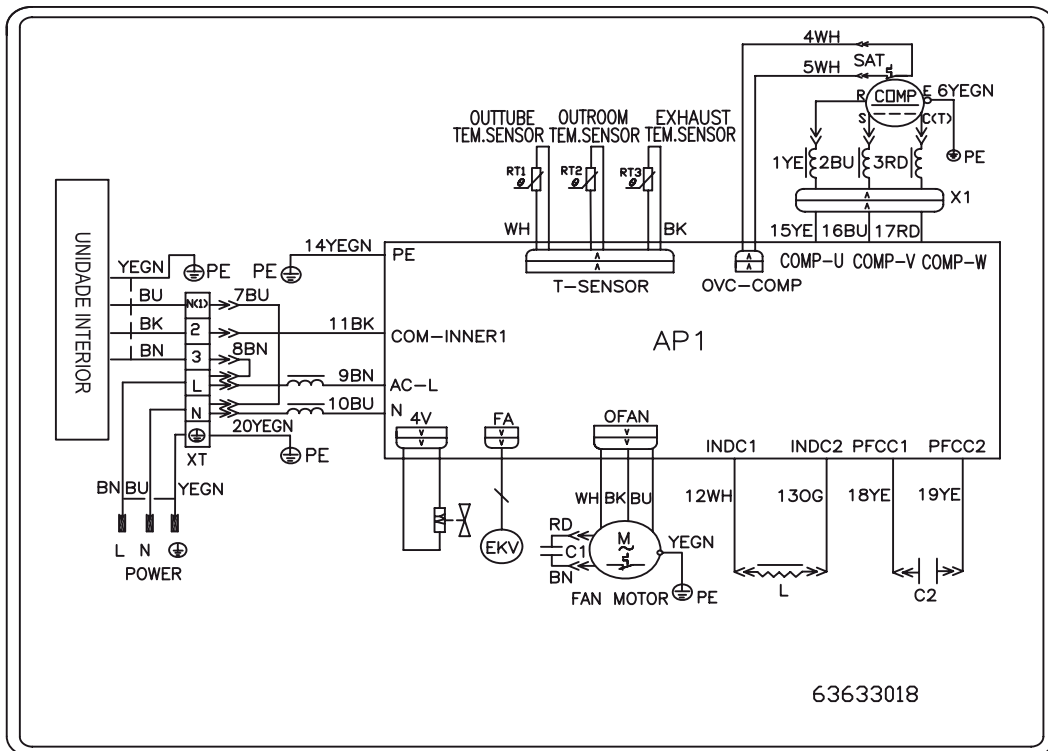 4WH
SAT
5WH
R
COMP
E
6YEGN
S
C(T)
OUTTUBE
TEM.SENSOR
OUTROOM
TEM.SENSOR
EXHAUST
TEM.SENSOR
1YE
2BU
3RD
PE
RT1
θ
RT2
θ
RT3
θ
X1
WH
BK
15YE
16BU
17RD
UNIDADE INTERIOR
14YEGN
PE
PE
T-SENSOR
OVC-COMP
COMP-U
COMP-V
COMP-W
YEGN
PE
BU
N(1)
7BU
BK
2
11BK
COM-INNER1
AP1
BN
3
8BN
L
9BN
AC-L
N
10BU
N
20YEGN
PE
XT
4V
FA
OFAN
INDC1
INDC2
PFCC1
PFCC2
BN
BU
YEGN
WH
BK
BU
12WH
13OG
18YE
19YE
L
N
POWER
EKV
RD
C1
BN
M
~
YEGN
PE
FAN MOTOR
L
C2
63633018